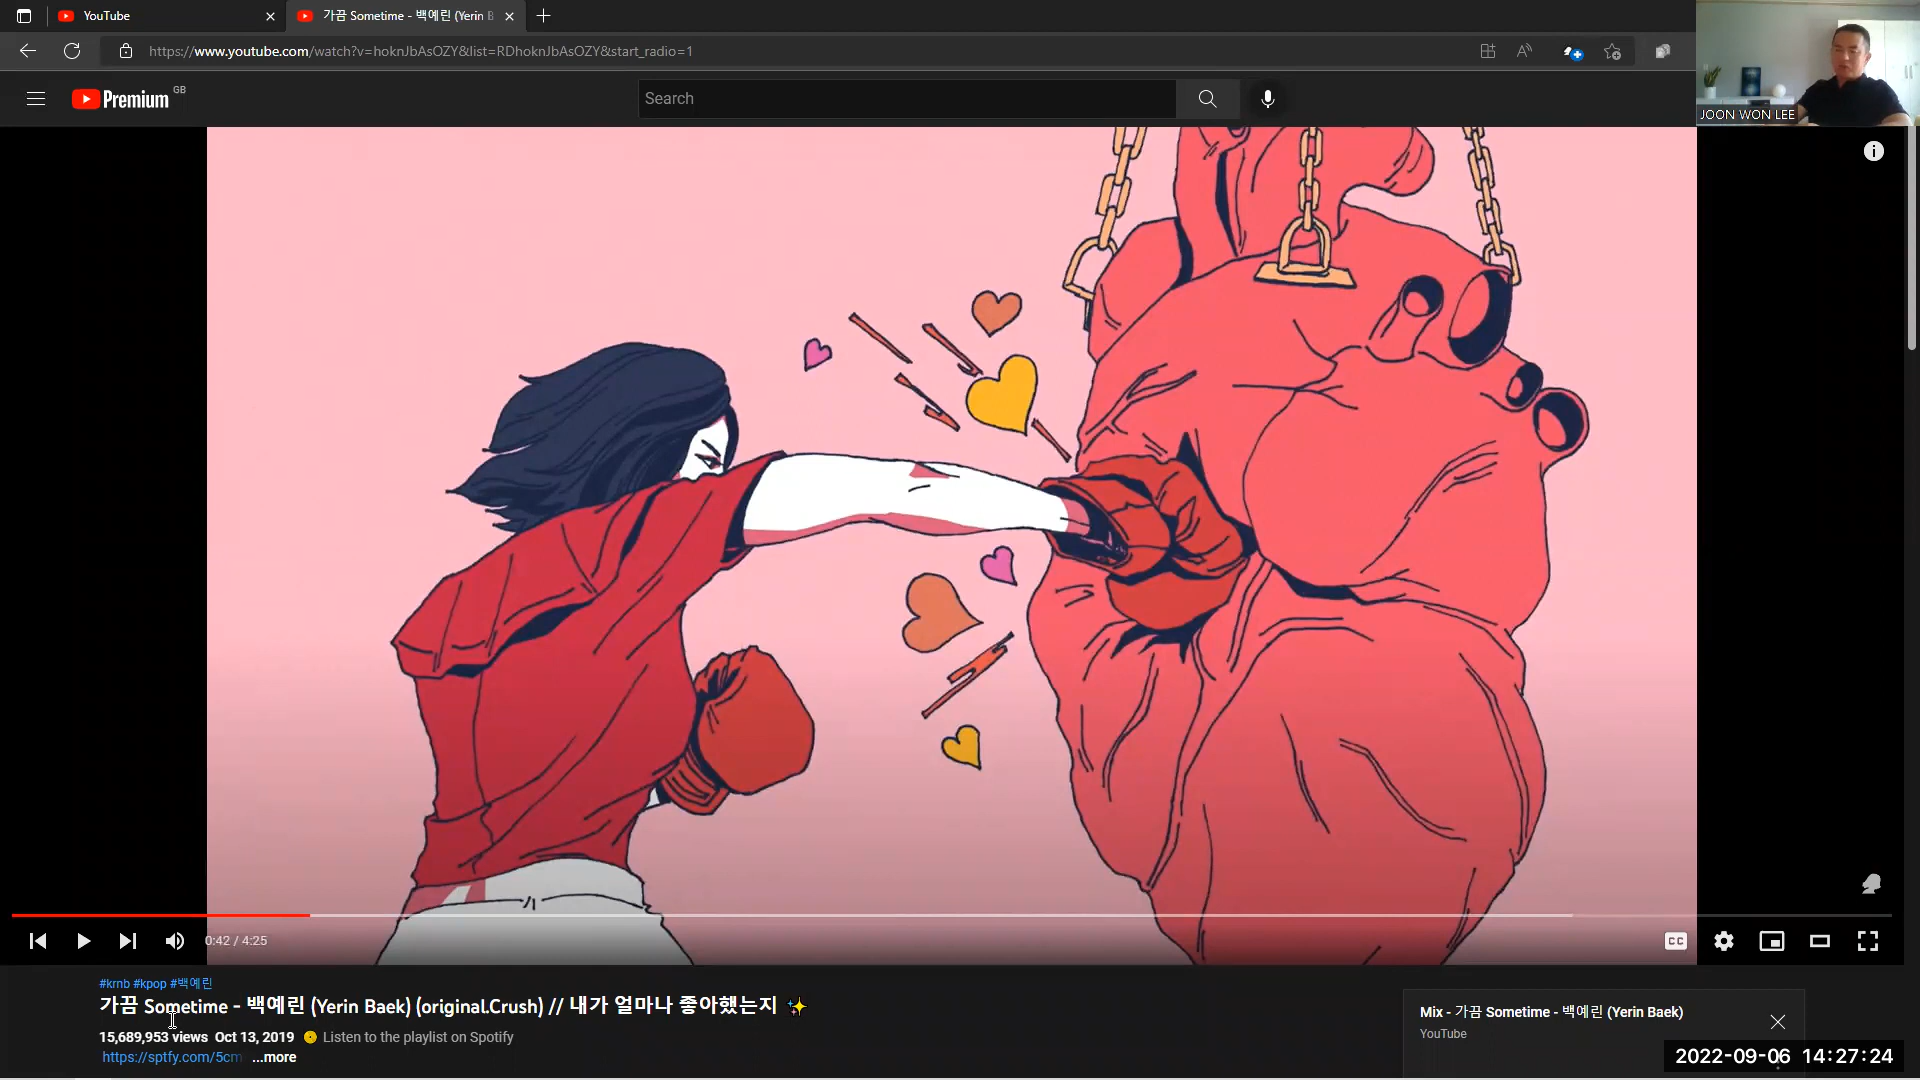 YouTube
가끔 Sometime - 백예린 (Yerin B
https://www.youtube.com/watch?v=hoknJbAsOZY&list=RDhoknJbAsOZY&start_radio=1
Premium GB
Search
JOON WON LEE
0:42 / 4:25
CC
#krnb #kpop #백예린
가끔 Sometime - 백예린 (Yerin Baek) (original.Crush) // 내가 얼마나 좋아했는지 ✨
15,689,953 views Oct 13, 2019 Listen to the playlist on Spotify
https://sptfy.com/5cm ...more
Mix - 가끔 Sometime - 백예린 (Yerin Baek)
YouTube
2022-09-06 14:27:24